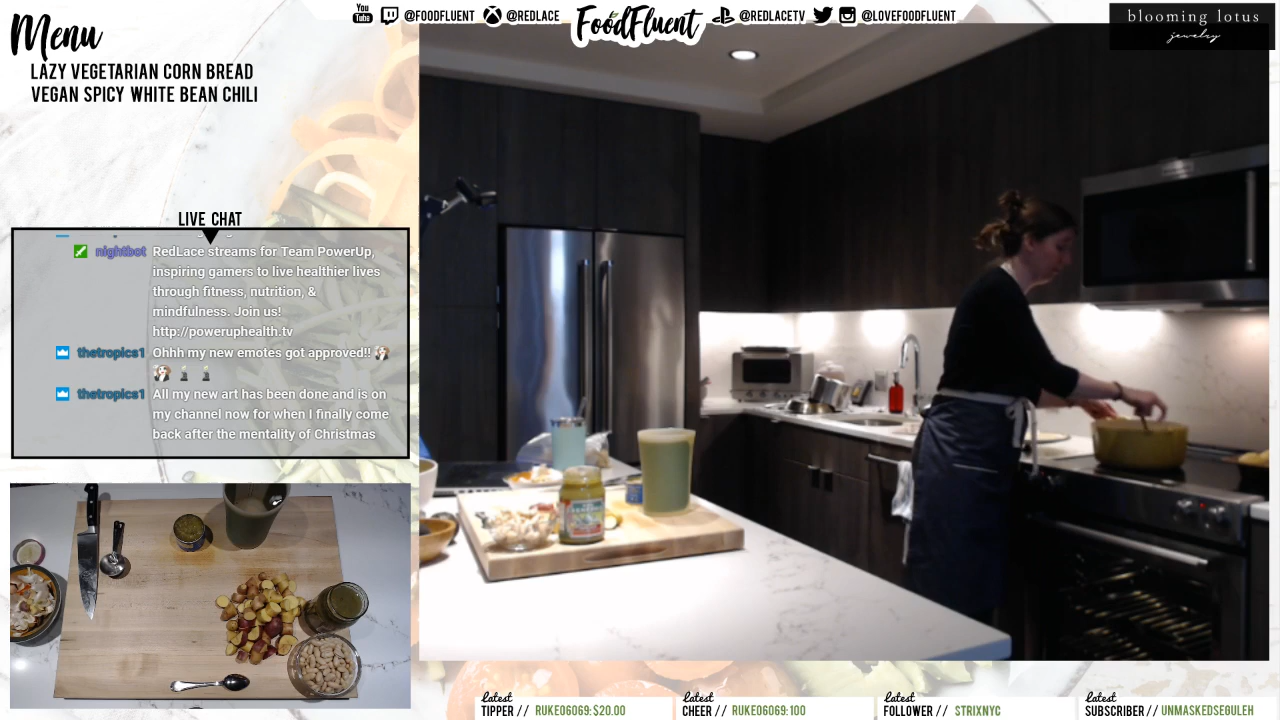 Menu
LAZY VEGETARIAN CORN BREAD
VEGAN SPICY WHITE BEAN CHILI
You Tube @FOODFLUENT @REDLACE FoodFluent @REDLACETV @LOVEFOODFLUENT
blooming lotus
jewelry
LIVE CHAT
nightbot RedLace streams for Team PowerUp,
inspiring gamers to live healthier lives
through fitness, nutrition, &
mindfulness. Join us!
http://poweruphealth.tv
thetropics1 Ohhh my new emotes got approved!!
thetropics1 All my new art has been done and is on
my channel now for when I finally come
back after the mentality of Christmas
latest
TIPPER // RUKE06069: $20.00
latest
CHEER // RUKE06069: 100
latest
FOLLOWER // STRIXNYC
latest
SUBSCRIBER // UNMASKEDSEGULEH